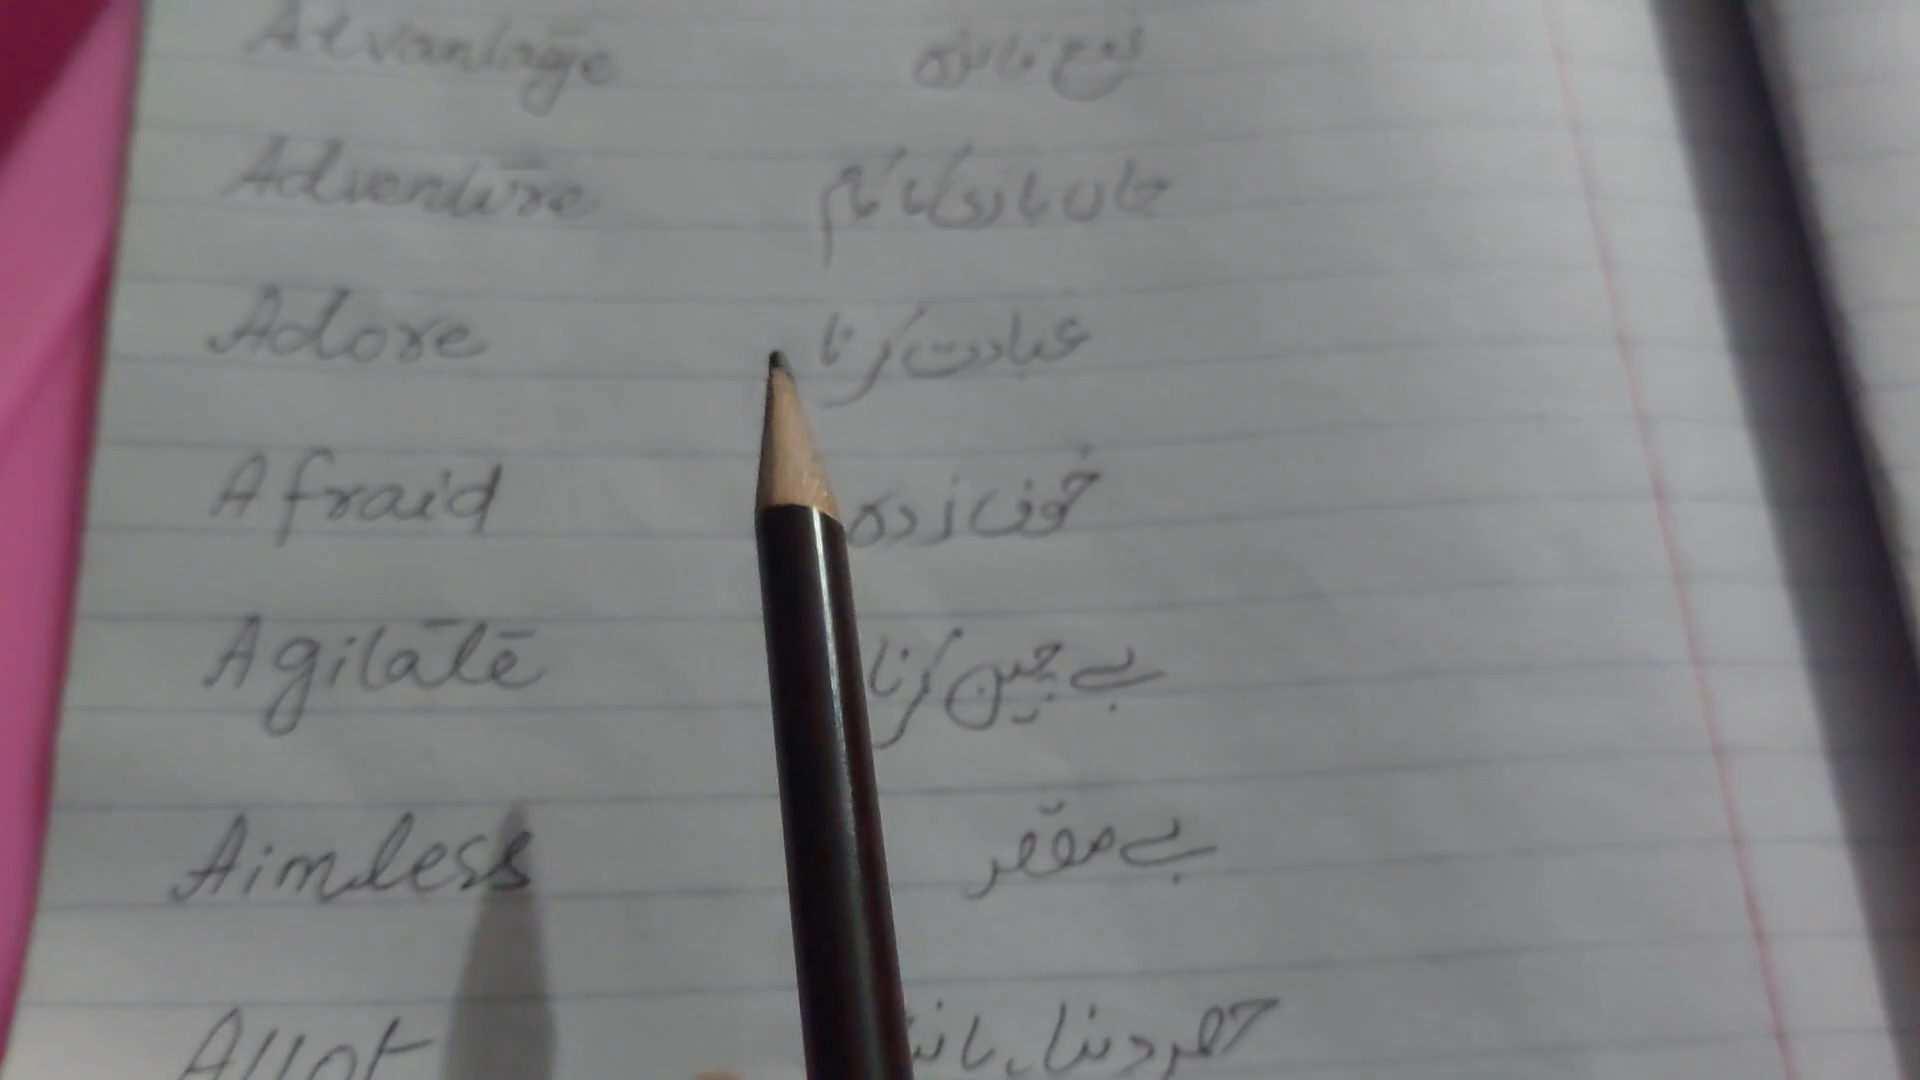 Advantage نفع فائدہ
Adventure جاں بازی کا کام
Adore عبادت کرنا
Afraid خوف زدہ
Agitate بے چین کرنا
Aimless بے مقصد
Allot حصہ دینا